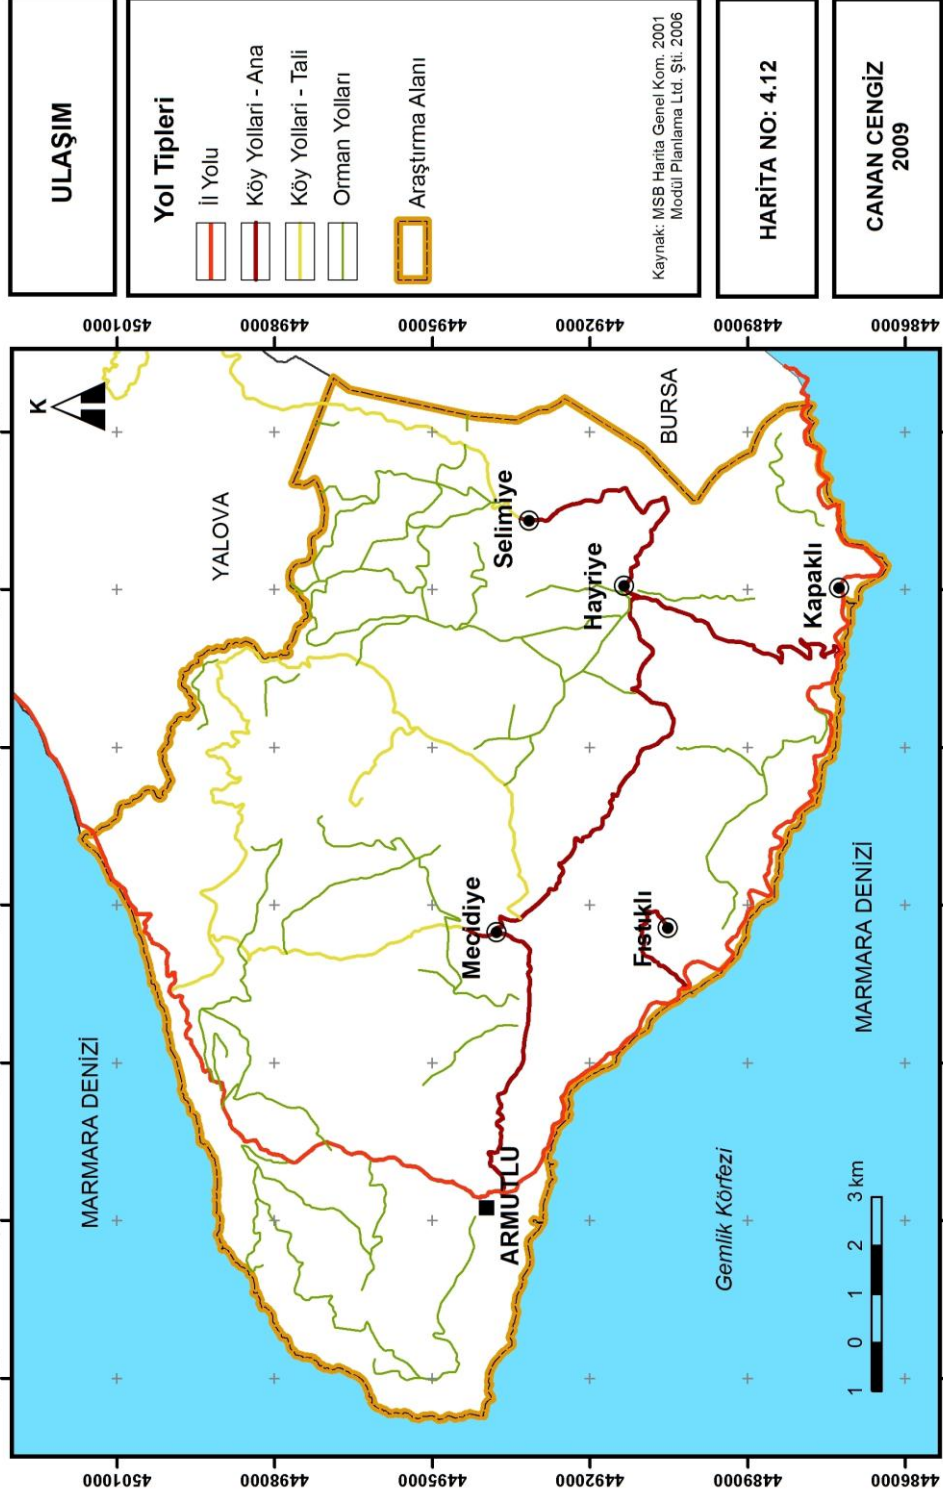 4501000
4498000
4495000
4492000
4489000
4486000
K
MARMARA DENİZİ
YALOVA
Mecidiye
Selimiye
ARMUTLU
Hayriye
Fıstıklı
BURSA
Gemlik Körfezi
Kapaklı
MARMARA DENİZİ
1 0 1 2 3 km
4501000
4498000
4495000
4492000
4489000
4486000
ULAŞIM
Yol Tipleri
İl Yolu
Köy Yollari - Ana
Köy Yollari - Tali
Orman Yolları
Araştırma Alanı
Kaynak: MSB Harita Genel Kom. 2001
Modül Planlama Ltd. Şti. 2006
HARİTA NO: 4.12
CANAN CENGİZ
2009